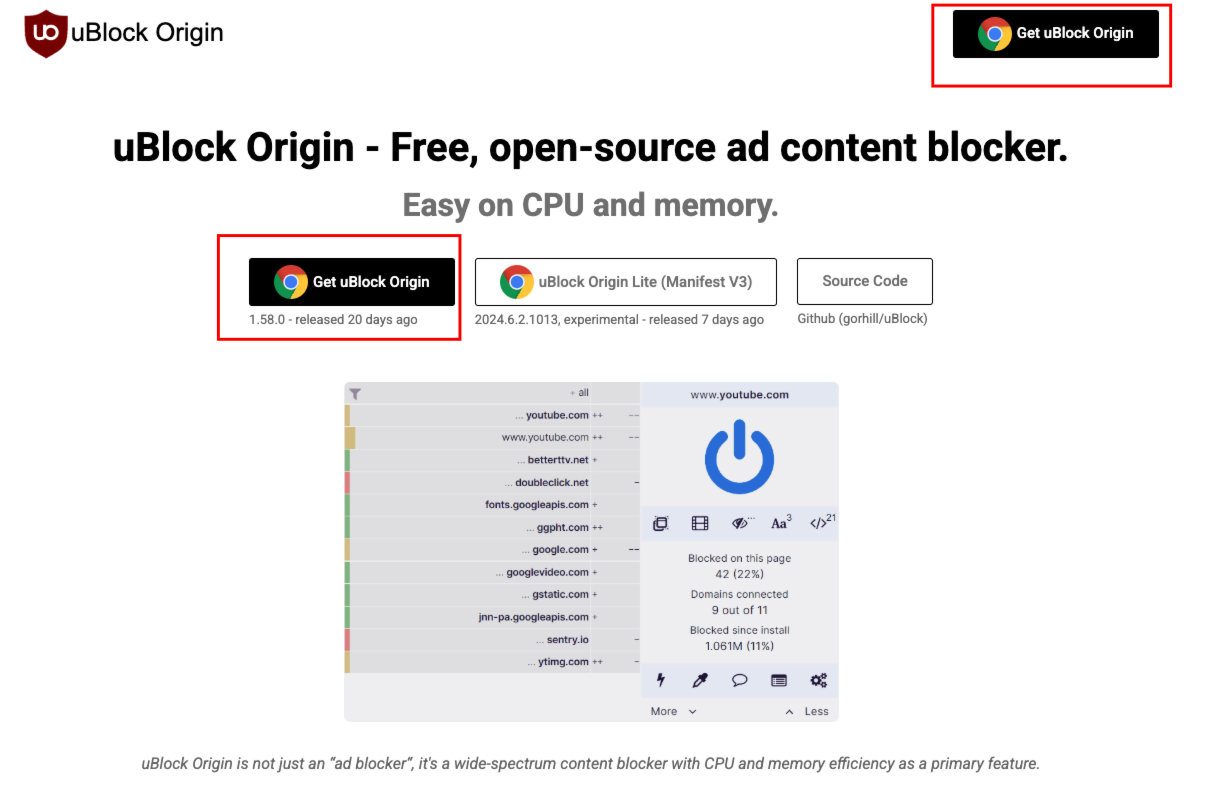 uBlock Origin
Get uBlock Origin
uBlock Origin - Free, open-source ad content blocker.
Easy on CPU and memory.
Get uBlock Origin
uBlock Origin Lite (Manifest V3)
Source Code
1.58.0 - released 20 days ago
2024.6.2.1013, experimental - released 7 days ago
Github (gorhill/uBlock)
+ all
... youtube.com ++ --
www.youtube.com ++ --
... betterttv.net +
... doubleclick.net -
fonts.googleapis.com +
... ggpht.com ++
... google.com + --
... googlevideo.com +
... gstatic.com +
jnn-pa.googleapis.com +
... sentry.io -
... ytimg.com ++ -
www.youtube.com
Aa 3 </> 21
Blocked on this page
42 (22%)
Domains connected
9 out of 11
Blocked since install
1.061M (11%)
More
Less
uBlock Origin is not just an “ad blocker“, it's a wide-spectrum content blocker with CPU and memory efficiency as a primary feature.